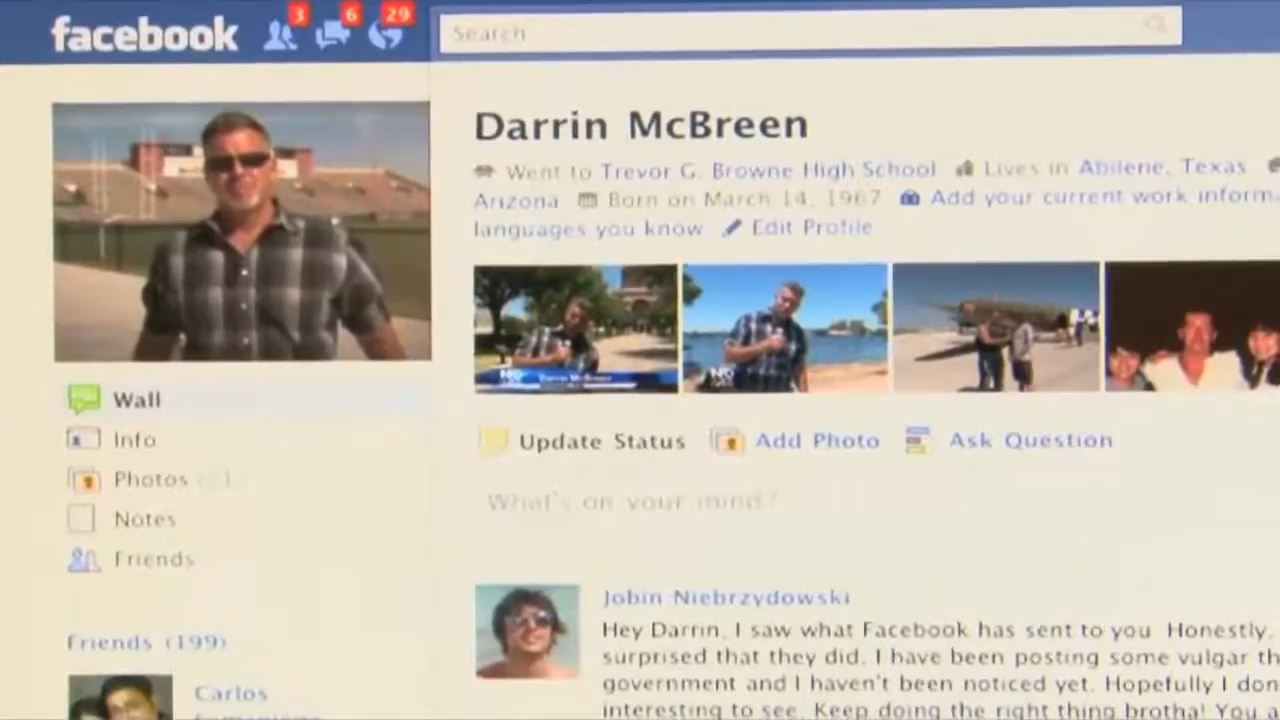 facebook
3
6
29
Search
Darrin McBreen
Went to Trevor G. Browne High School
Lives in Abilene, Texas
Arizona
Born on March 14, 1967
Add your current work
languages you know
Edit Profile
Darrin McBreen
Wall
Info
Photos
Notes
Friends
Update Status
Add Photo
Ask Question
What's on your mind?
Jobin Niebrzydowski
Hey Darrin, I saw what Facebook has sent to you Honestly,
surprised that they did. I have been posting some vulgar
government and I haven't been noticed yet. Hopefully I
interesting to see. Keep doing the right thing brotha! You
Friends (199)
Carlos